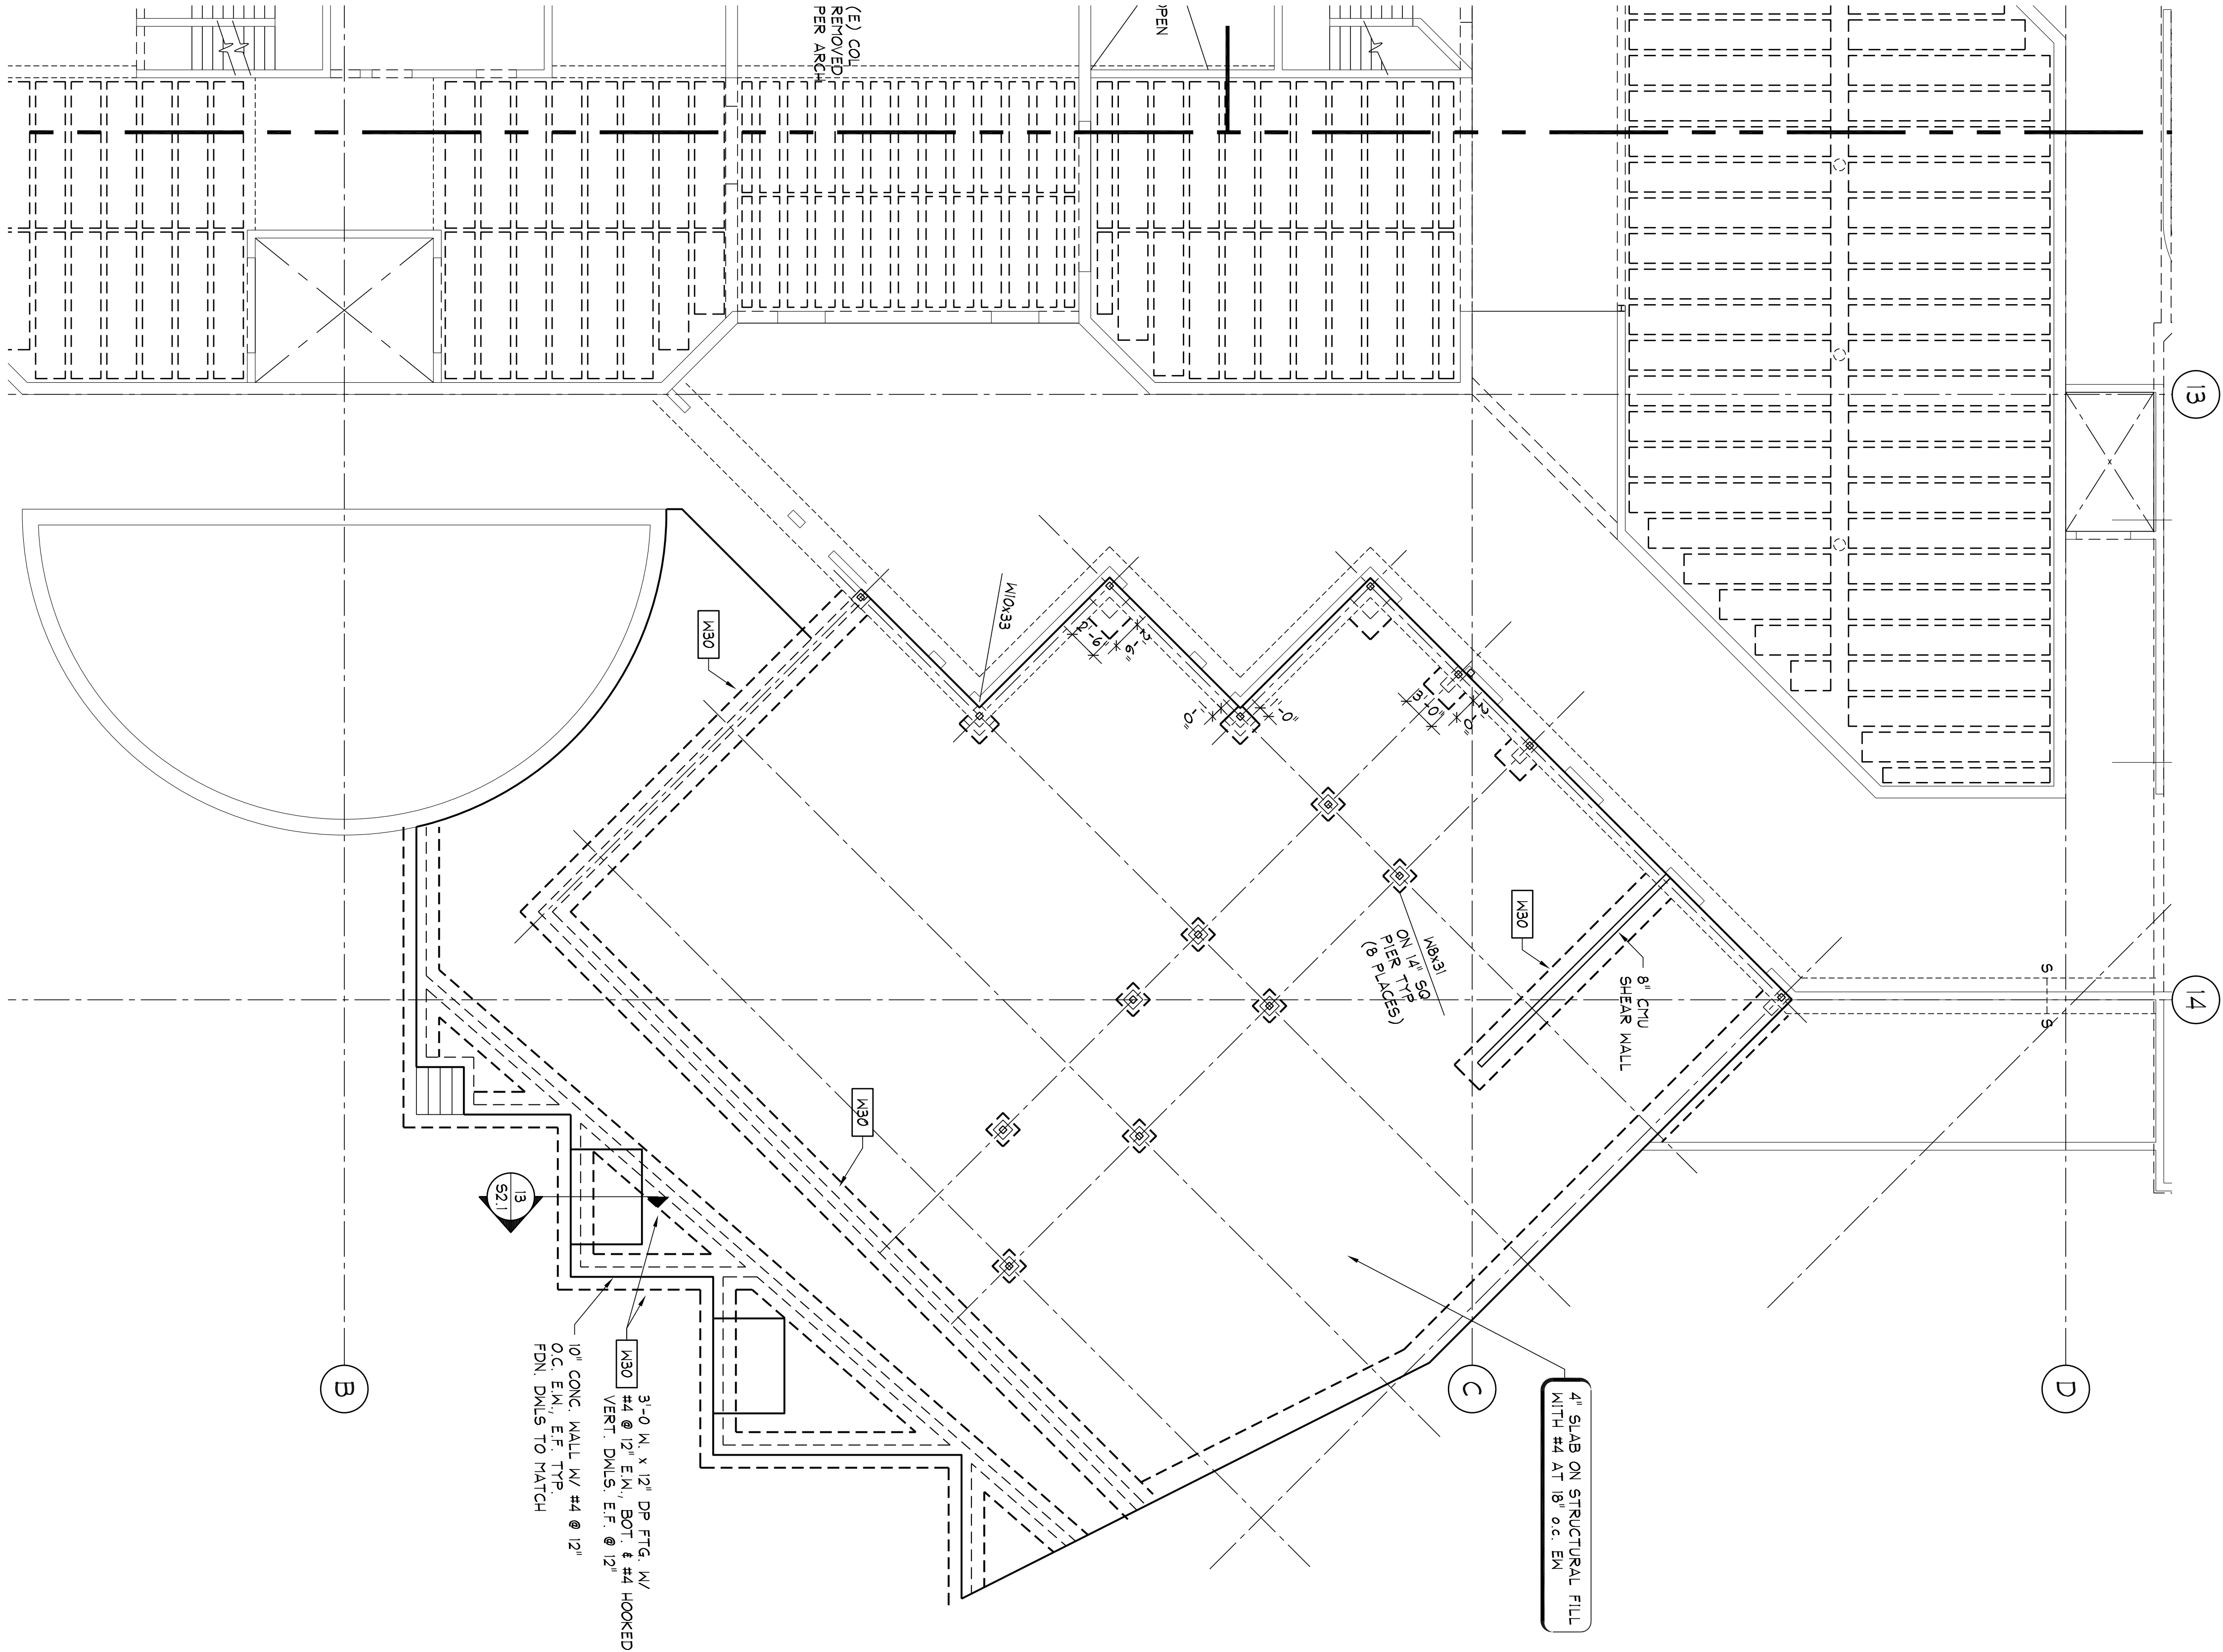 (E) COL
REMOVED
PER ARCH
OPEN
13
14
B
C
D
W10x33
2'-6"
2'-6"
1'-0"
1'-0"
3'-0"
2'-0"
W30
W30
W30
W30
W8x31
ON 14" SQ
PIER TYP
(8 PLACES)
8" CMU
SHEAR WALL
S
S
13
S2.1
3'-0 W. x 12" DP FTG. W/
#4 @ 12" E.W., BOT. & #4 HOOKED
VERT. DWLS. E.F. @ 12"
10" CONC. WALL W/ #4 @ 12"
O.C. E.W., E.F. TYP.
FDN. DWLS TO MATCH
4" SLAB ON STRUCTURAL FILL
WITH #4 AT 18" o.c. EW